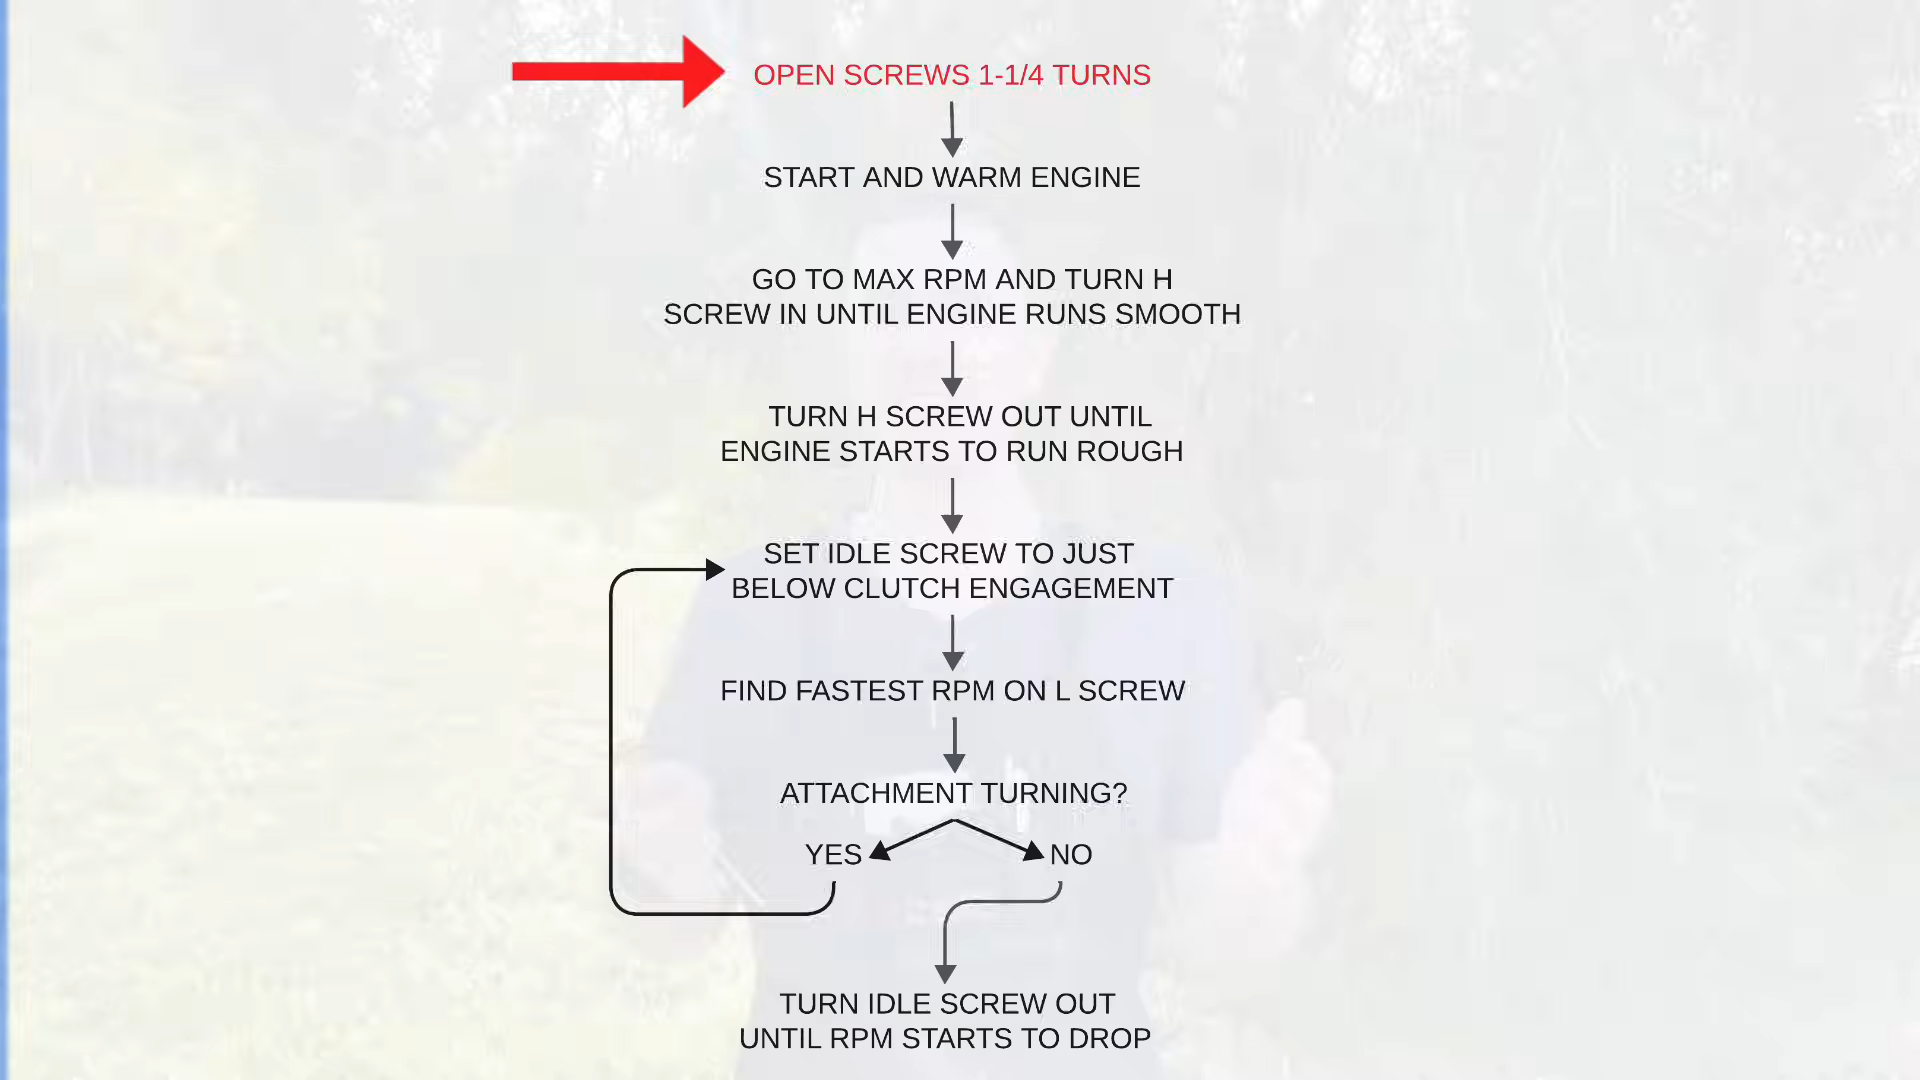 OPEN SCREWS 1-1/4 TURNS
START AND WARM ENGINE
GO TO MAX RPM AND TURN H
SCREW IN UNTIL ENGINE RUNS SMOOTH
TURN H SCREW OUT UNTIL
ENGINE STARTS TO RUN ROUGH
SET IDLE SCREW TO JUST
BELOW CLUTCH ENGAGEMENT
FIND FASTEST RPM ON L SCREW
ATTACHMENT TURNING?
YES
NO
TURN IDLE SCREW OUT
UNTIL RPM STARTS TO DROP